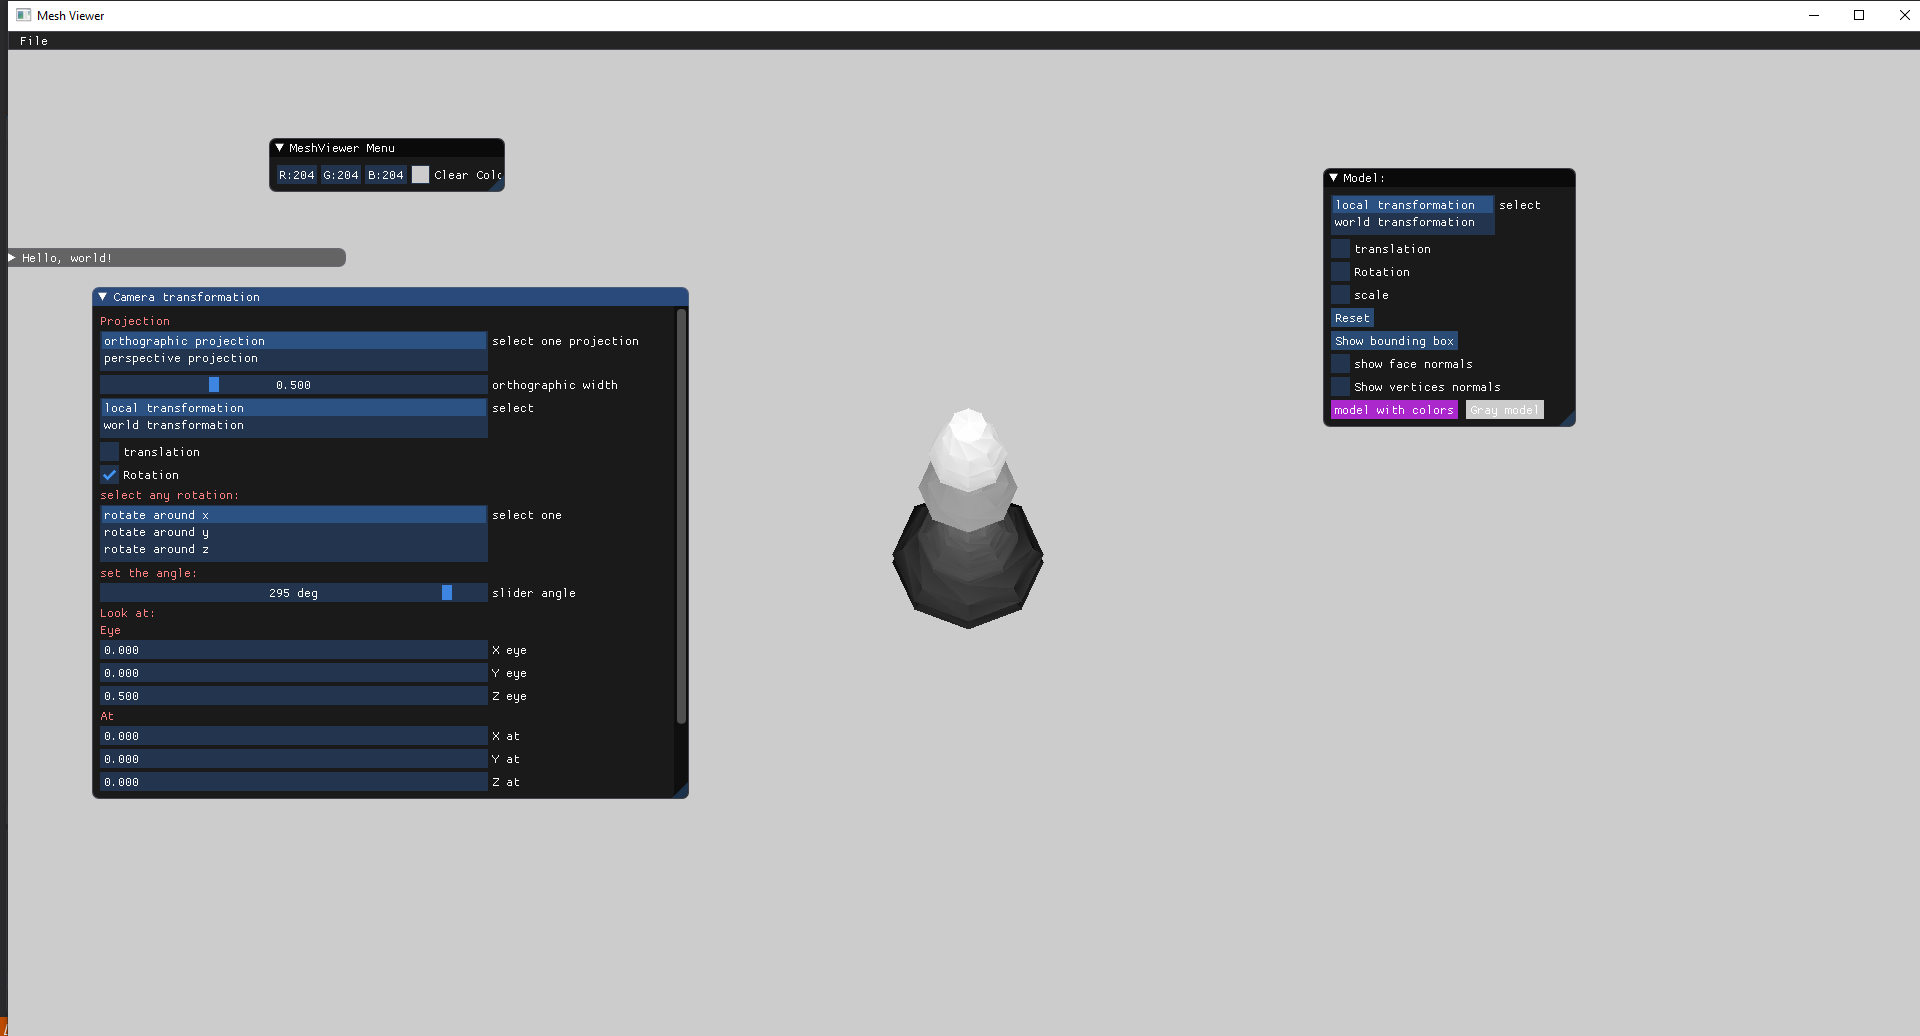 Mesh Viewer
File
MeshViewer Menu
R:204 G:204 B:204 Clear Colo
Hello, world!
Camera transformation
Projection
orthographic projection select one projection
perspective projection
0.500 orthographic width
local transformation select
world transformation
translation
Rotation
select any rotation:
rotate around x select one
rotate around y
rotate around z
set the angle:
295 deg slider angle
Look at:
Eye
0.000 X eye
0.000 Y eye
0.500 Z eye
At
0.000 X at
0.000 Y at
0.000 Z at
Model:
local transformation select
world transformation
translation
Rotation
scale
Reset
Show bounding box
show face normals
Show vertices normals
model with colors Gray model